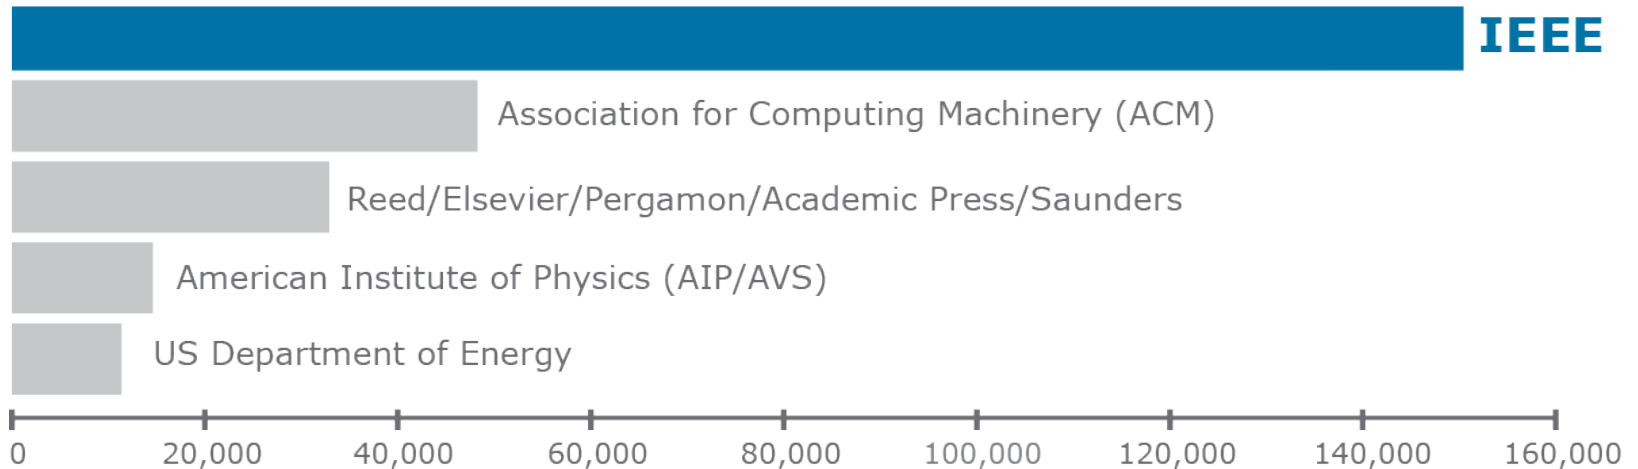 IEEE
Association for Computing Machinery (ACM)
Reed/Elsevier/Pergamon/Academic Press/Saunders
American Institute of Physics (AIP/AVS)
US Department of Energy
0 20,000 40,000 60,000 80,000 100,000 120,000 140,000 160,000